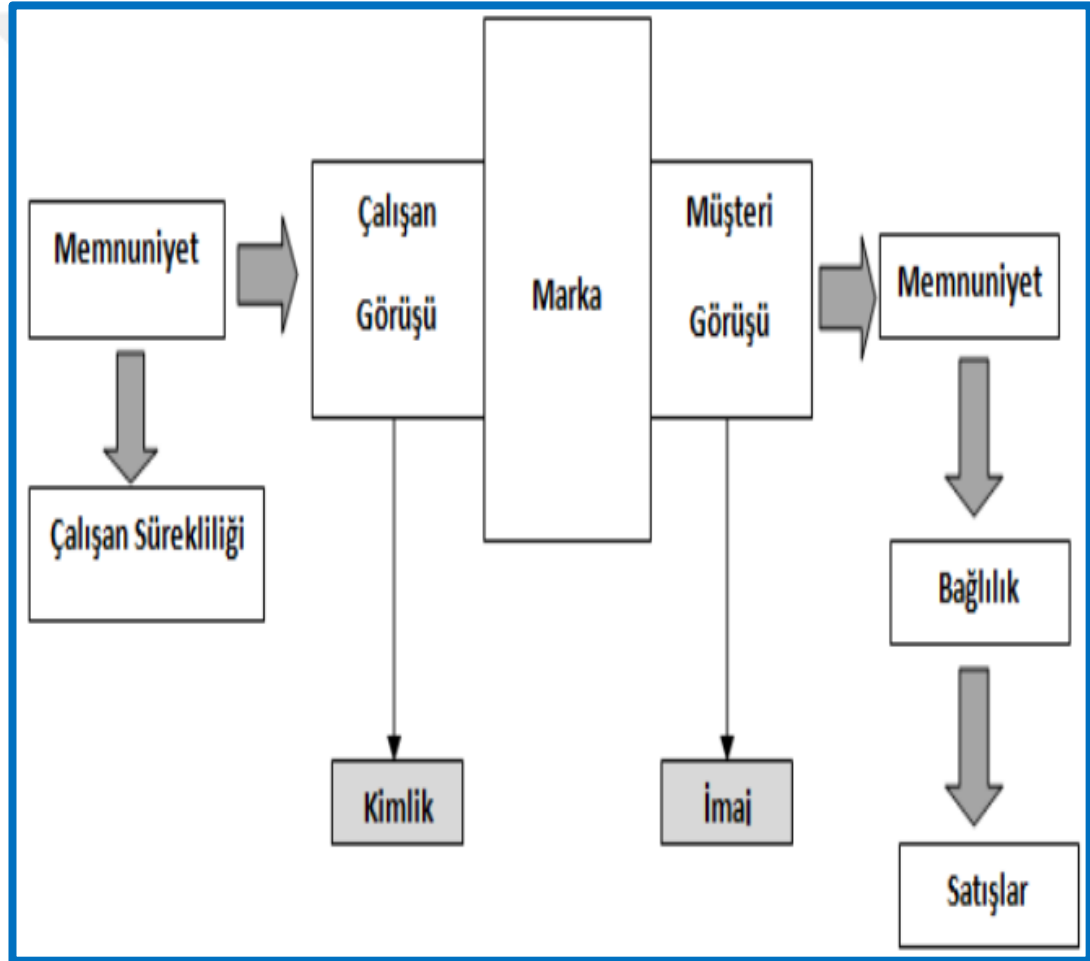 Memnuniyet
Çalışan
Görüşü
Marka
Müşteri
Görüşü
Memnuniyet
Çalışan Sürekliliği
Bağlılık
Kimlik
İmaj
Satışlar